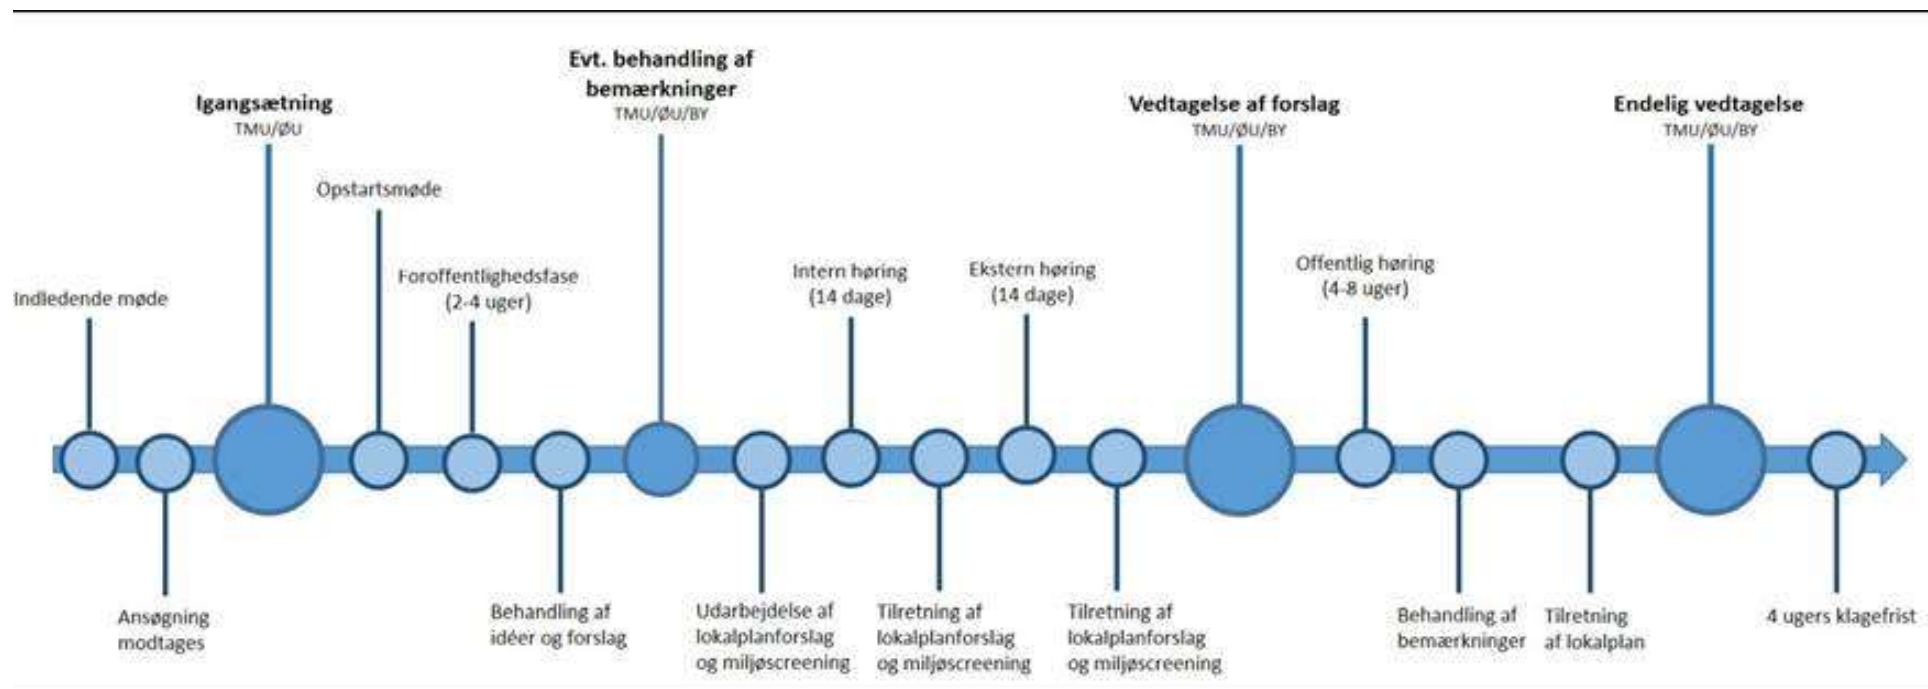 Indledende møde
Ansøgning
modtages
Igangsætning
TMU/ØU
Opstartsmøde
Foroffentlighedsfase
(2-4 uger)
Behandling af
idéer og forslag
Evt. behandling af
bemærkninger
TMU/ØU/BY
Udarbejdelse af
lokalplanforslag
og miljøscreening
Intern høring
(14 dage)
Tilretning af
lokalplanforslag
og miljøscreening
Ekstern høring
(14 dage)
Tilretning af
lokalplanforslag
og miljøscreening
Vedtagelse af forslag
TMU/ØU/BY
Offentlig høring
(4-8 uger)
Behandling af
bemærkninger
Tilretning
af lokalplan
Endelig vedtagelse
TMU/ØU/BY
4 ugers klagefrist